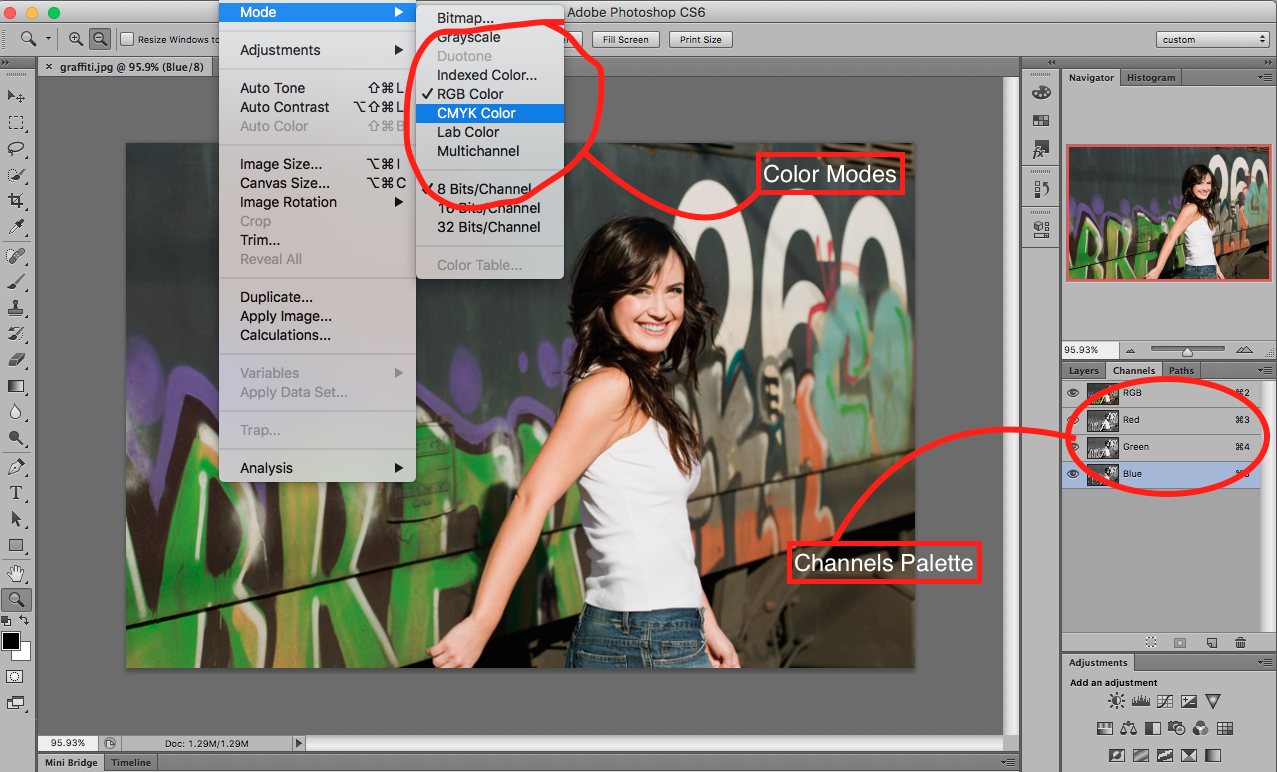 Adobe Photoshop CS6
Mode
Bitmap...
Grayscale
Duotone
Indexed Color...
RGB Color
CMYK Color
Lab Color
Multichannel
8 Bits/Channel
16 Bits/Channel
32 Bits/Channel
Color Table...
Resize Windows to
Fill Screen
Print Size
custom
× graffiti.jpg @ 95.9% (Blue/8)
Adjustments
Auto Tone ⇧⌘L
Auto Contrast ⌥⇧⌘L
Auto Color ⇧⌘B
Image Size... ⌥⌘I
Canvas Size... ⌥⌘C
Image Rotation
Crop
Trim...
Reveal All
Duplicate...
Apply Image...
Calculations...
Variables
Apply Data Set...
Trap...
Analysis
Color Modes
260
Channels Palette
Navigator Histogram
95.93%
Layers Channels Paths
RGB ⌘2
Red ⌘3
Green ⌘4
Blue
Adjustments
Add an adjustment
T
fx
95.93%
Doc: 1.29M/1.29M
Mini Bridge Timeline